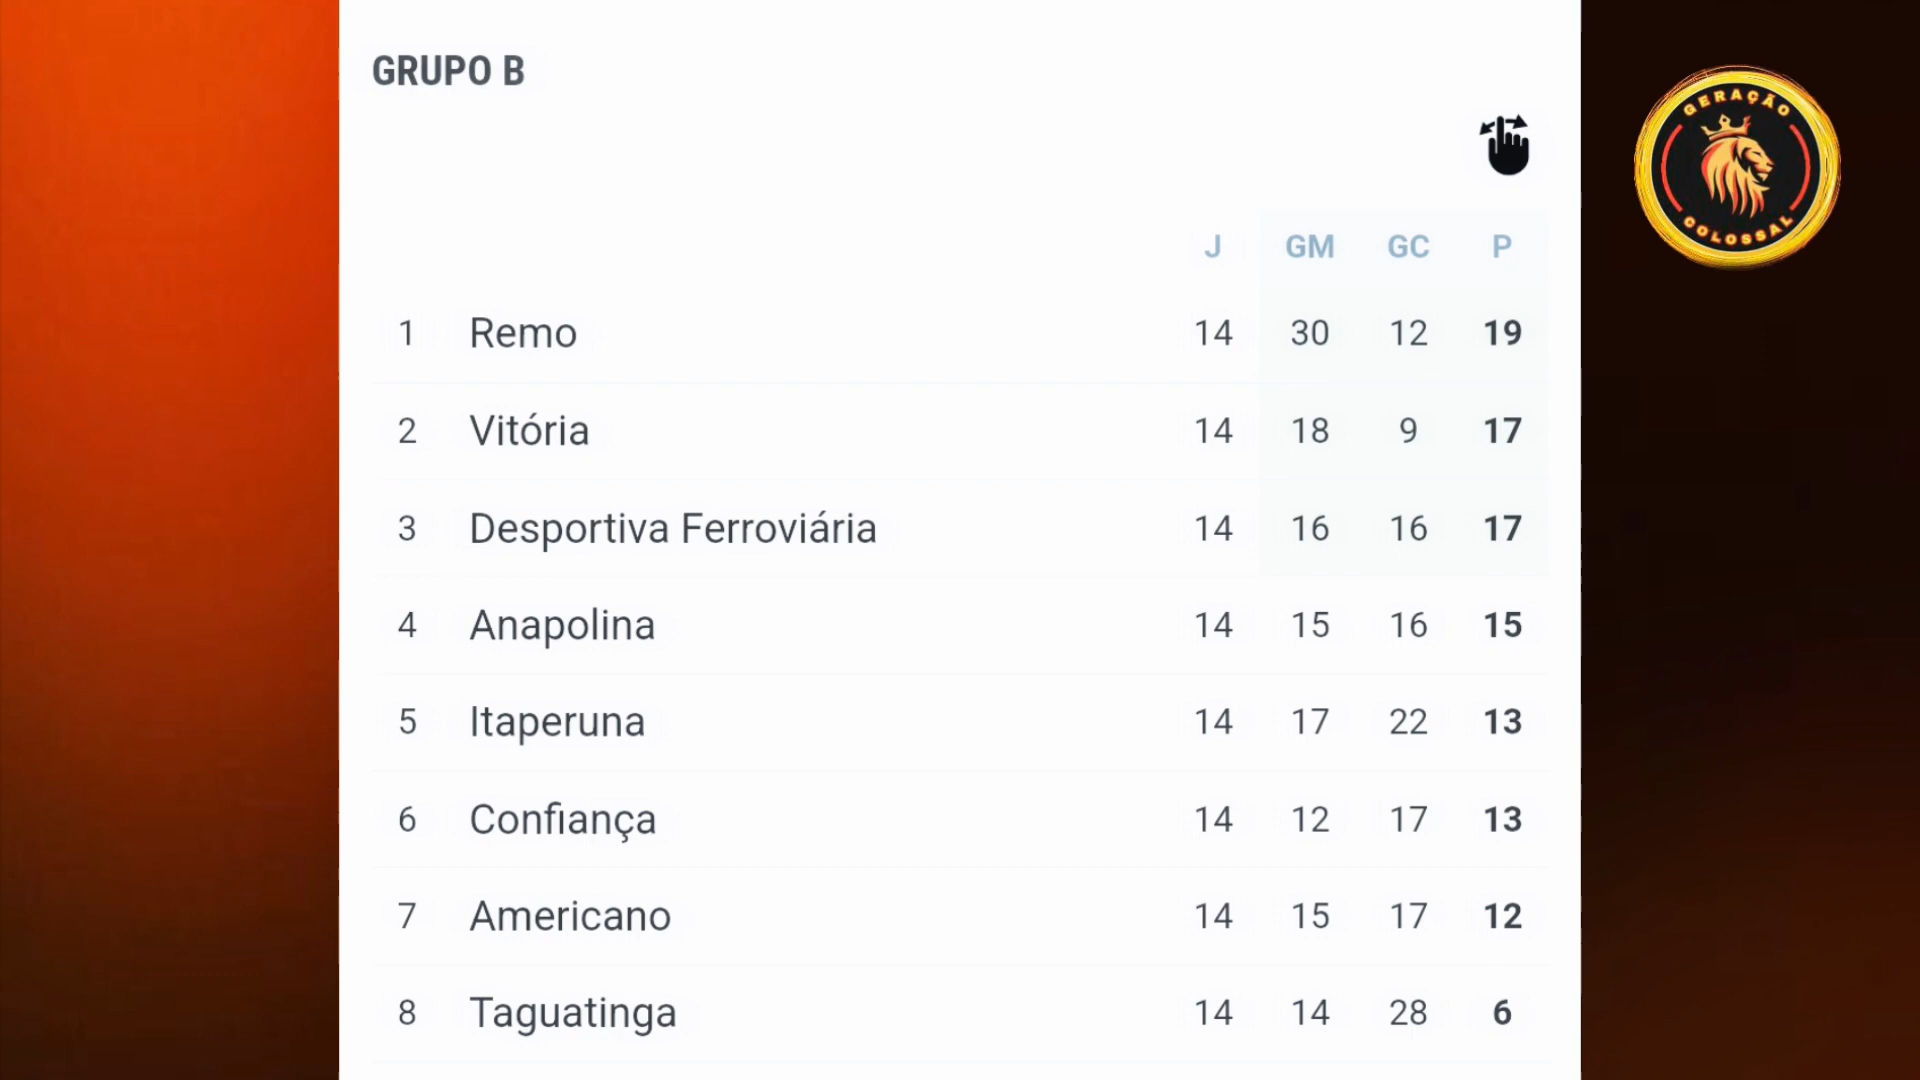 GRUPO B
GERAÇÃO
COLOSSAL
J GM GC P
1 Remo 14 30 12 19
2 Vitória 14 18 9 17
3 Desportiva Ferroviária 14 16 16 17
4 Anapolina 14 15 16 15
5 Itaperuna 14 17 22 13
6 Confiança 14 12 17 13
7 Americano 14 15 17 12
8 Taguatinga 14 14 28 6